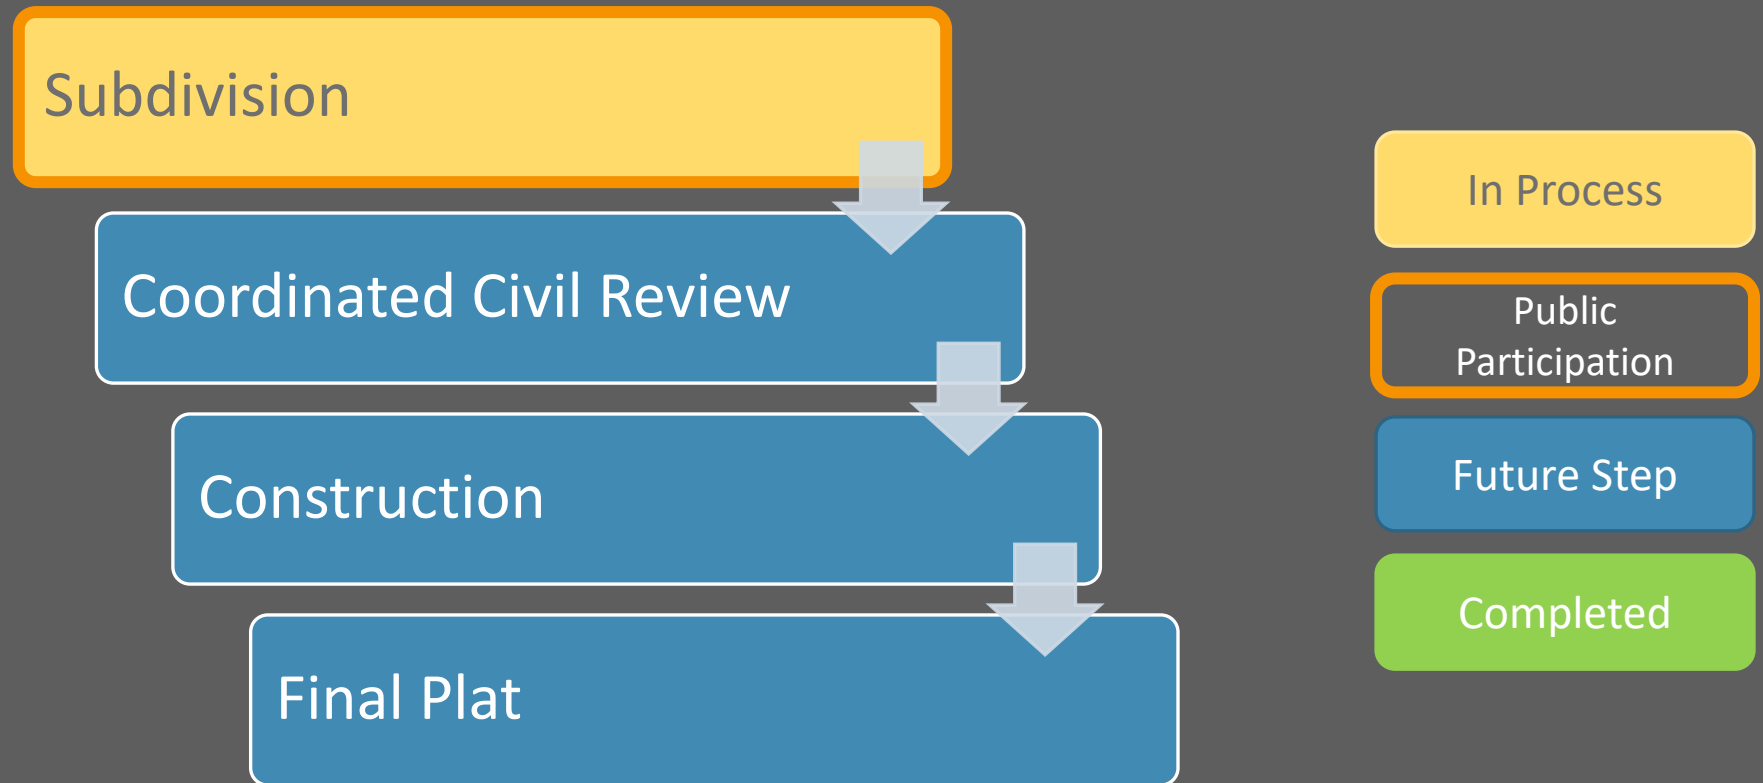 Subdivision
Coordinated Civil Review
Construction
Final Plat
In Process
Public
Participation
Future Step
Completed